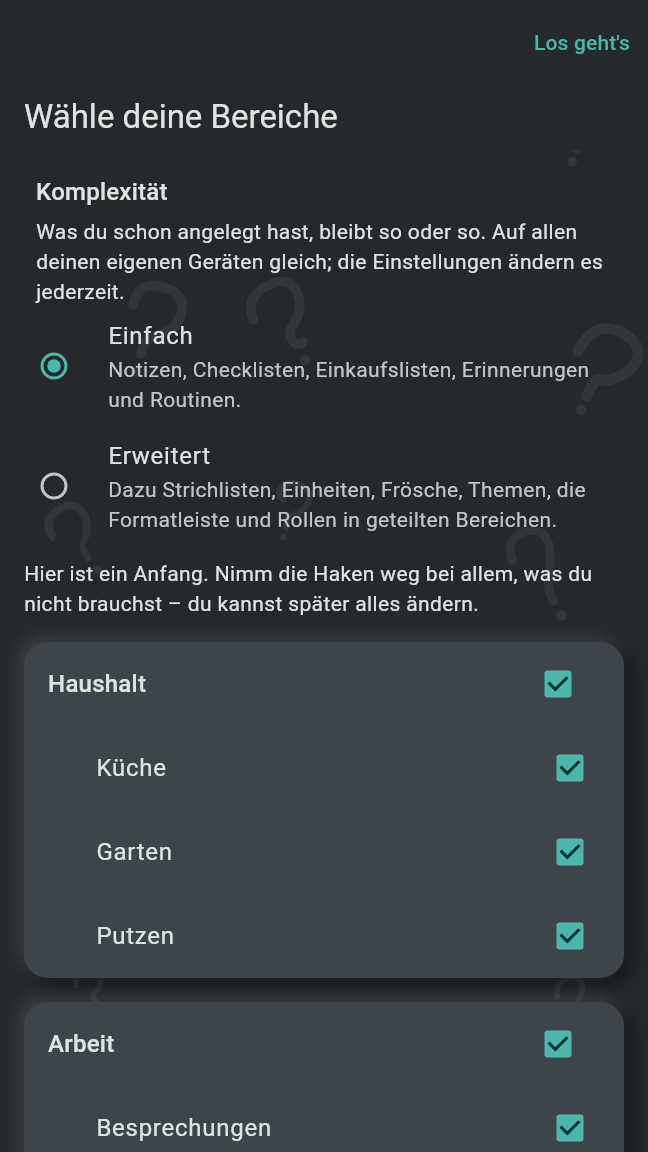 Los geht's
Wähle deine Bereiche
Komplexität
Was du schon angelegt hast, bleibt so oder so. Auf allen
deinen eigenen Geräten gleich; die Einstellungen ändern es
jederzeit.
Einfach
Notizen, Checklisten, Einkaufslisten, Erinnerungen
und Routinen.
Erweitert
Dazu Strichlisten, Einheiten, Frösche, Themen, die
Formatleiste und Rollen in geteilten Bereichen.
Hier ist ein Anfang. Nimm die Haken weg bei allem, was du
nicht brauchst – du kannst später alles ändern.
Haushalt
Küche
Garten
Putzen
Arbeit
Besprechungen